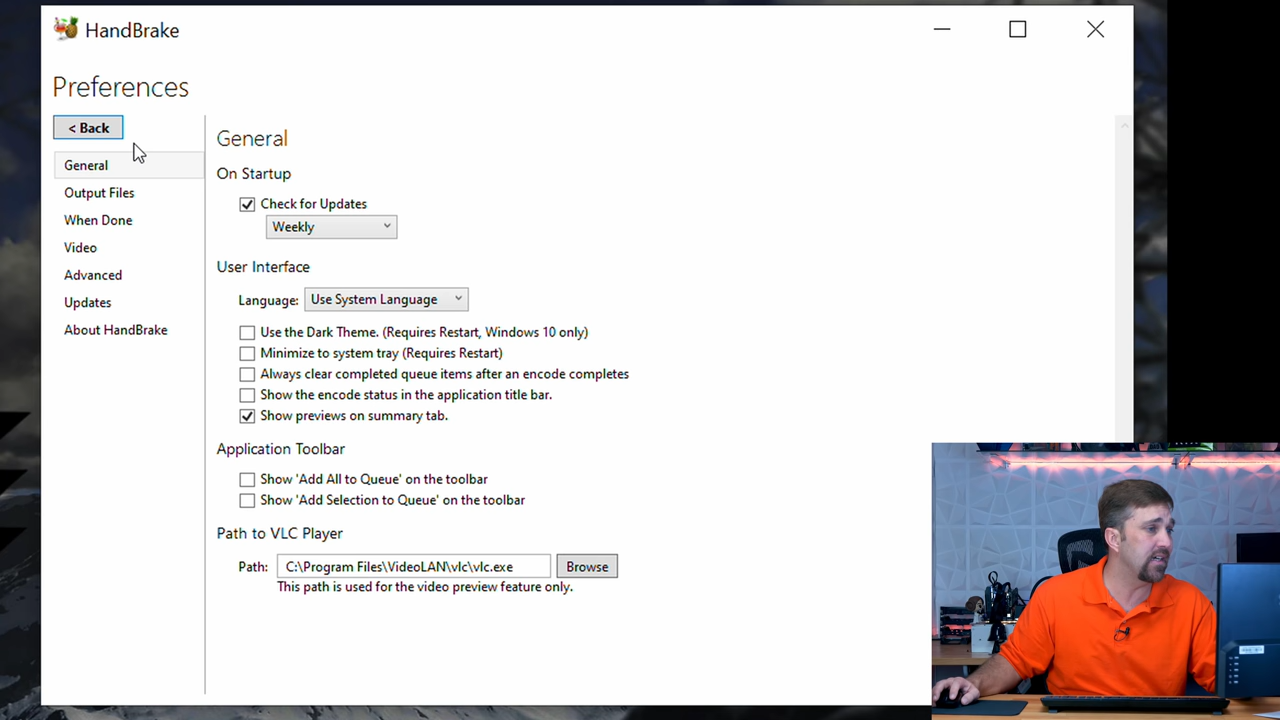 HandBrake
Preferences
< Back
General
Output Files
When Done
Video
Advanced
Updates
About HandBrake
General
On Startup
Check for Updates
Weekly
User Interface
Language: Use System Language
Use the Dark Theme. (Requires Restart, Windows 10 only)
Minimize to system tray (Requires Restart)
Always clear completed queue items after an encode completes
Show the encode status in the application title bar.
Show previews on summary tab.
Application Toolbar
Show 'Add All to Queue' on the toolbar
Show 'Add Selection to Queue' on the toolbar
Path to VLC Player
Path: C:\Program Files\VideoLAN\vlc\vlc.exe Browse
This path is used for the video preview feature only.